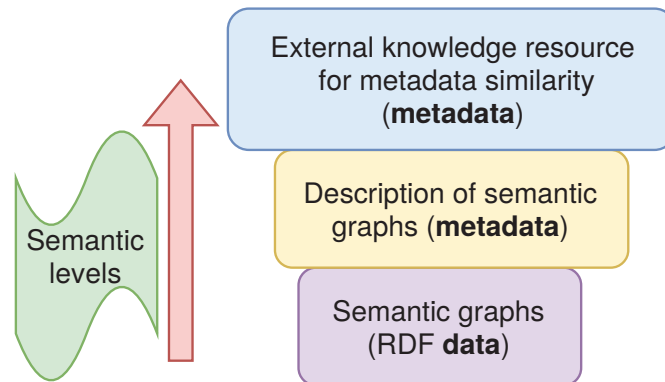 External knowledge resource
for metadata similarity
(metadata)
Description of semantic
graphs (metadata)
Semantic
levels
Semantic graphs
(RDF data)